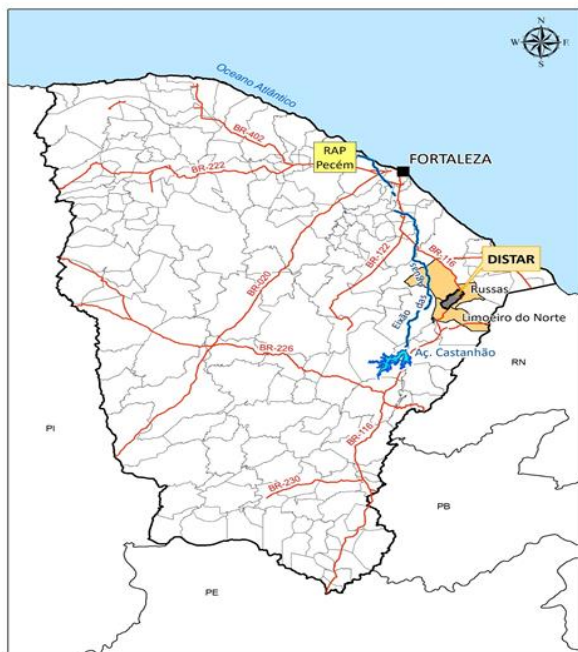 N
W
E
S
Oceano Atlântico
BR-402
RAP
Pecém
FORTALEZA
BR-222
BR-122
BR-116
DISTAR
BR-020
Russas
Eixão das Águas
Limoeiro do Norte
Aç. Castanhão
BR-226
RN
PI
BR-116
BR-230
PB
PE